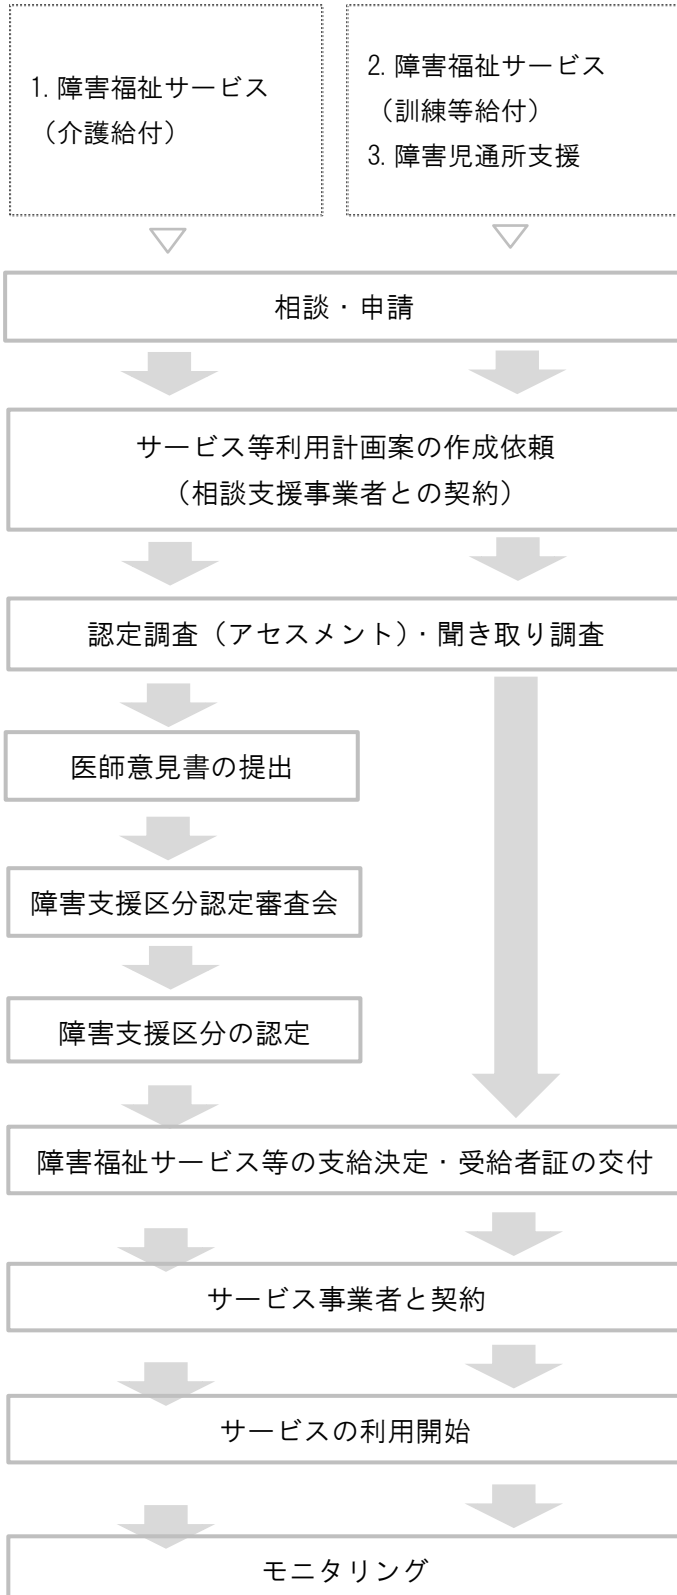 1.障害福祉サービス
（介護給付）
2.障害福祉サービス
（訓練等給付）
3.障害児通所支援
相談・申請
サービス等利用計画案の作成依頼
（相談支援事業者との契約）
認定調査（アセスメント）・聞き取り調査
医師意見書の提出
障害支援区分認定審査会
障害支援区分の認定
障害福祉サービス等の支給決定・受給者証の交付
サービス事業者と契約
サービスの利用開始
モニタリング